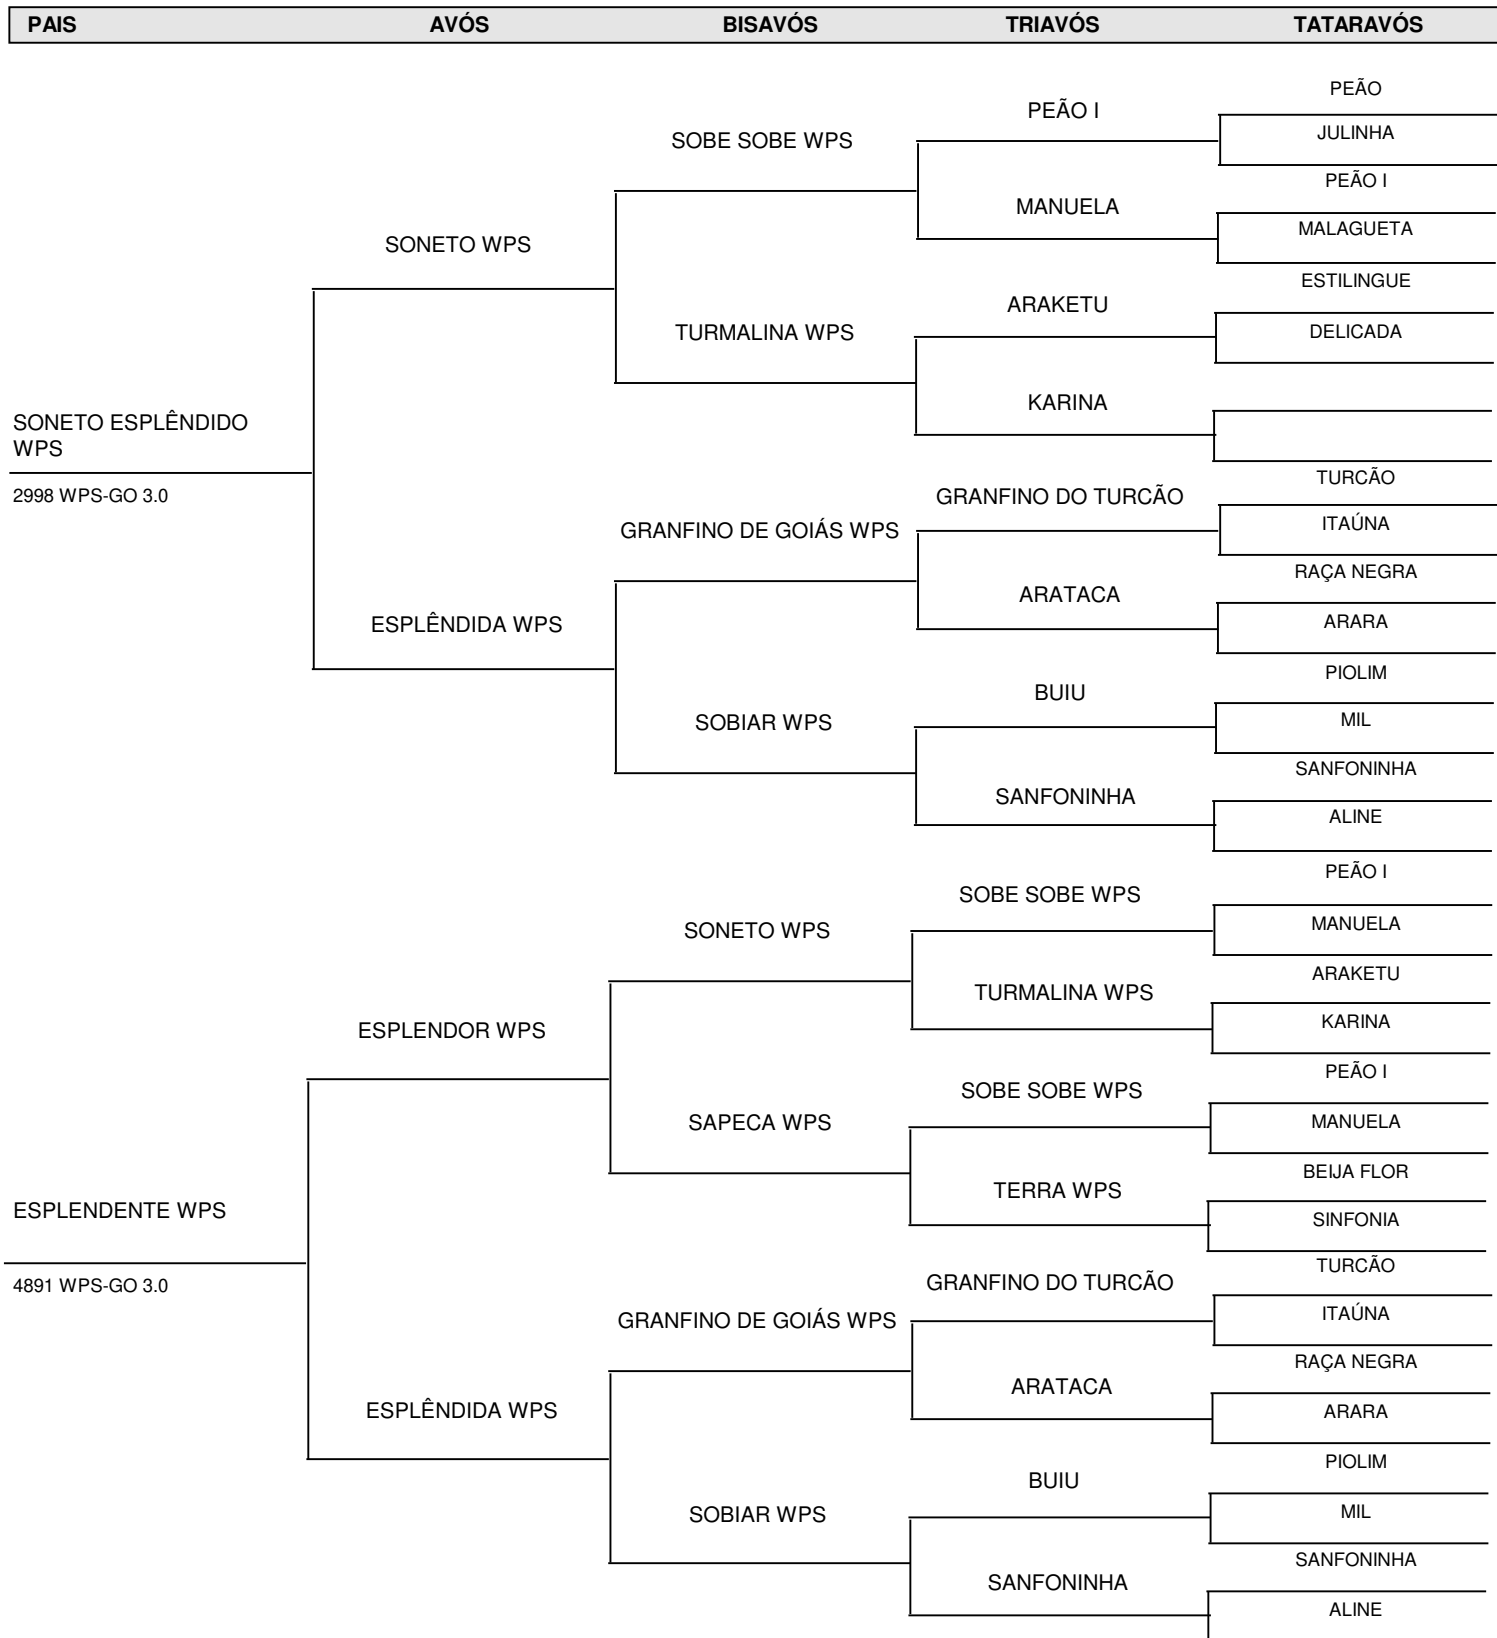 PAIS AVÓS BISAVÓS TRIAVÓS TATARAVÓS
PEÃO
PEÃO I
JULINHA
SOBE SOBE WPS
PEÃO I
MANUELA
MALAGUETA
SONETO WPS
ESTILINGUE
ARAKETU
TURMALINA WPS
DELICADA
KARINA
SONETO ESPLÊNDIDO
WPS
2998 WPS-GO 3.0
TURCÃO
GRANFINO DO TURCÃO
ITAÚNA
GRANFINO DE GOIÁS WPS
RAÇA NEGRA
ARATACA
ARARA
ESPLÊNDIDA WPS
PIOLIM
BUIU
MIL
SOBIAR WPS
SANFONINHA
SANFONINHA
ALINE
PEÃO I
SOBE SOBE WPS
MANUELA
SONETO WPS
ARAKETU
TURMALINA WPS
KARINA
ESPLENDOR WPS
PEÃO I
SOBE SOBE WPS
MANUELA
SAPECA WPS
BEIJA FLOR
TERRA WPS
SINFONIA
ESPLENDENTE WPS
4891 WPS-GO 3.0
TURCÃO
GRANFINO DO TURCÃO
ITAÚNA
GRANFINO DE GOIÁS WPS
RAÇA NEGRA
ARATACA
ARARA
ESPLÊNDIDA WPS
PIOLIM
BUIU
MIL
SOBIAR WPS
SANFONINHA
SANFONINHA
ALINE